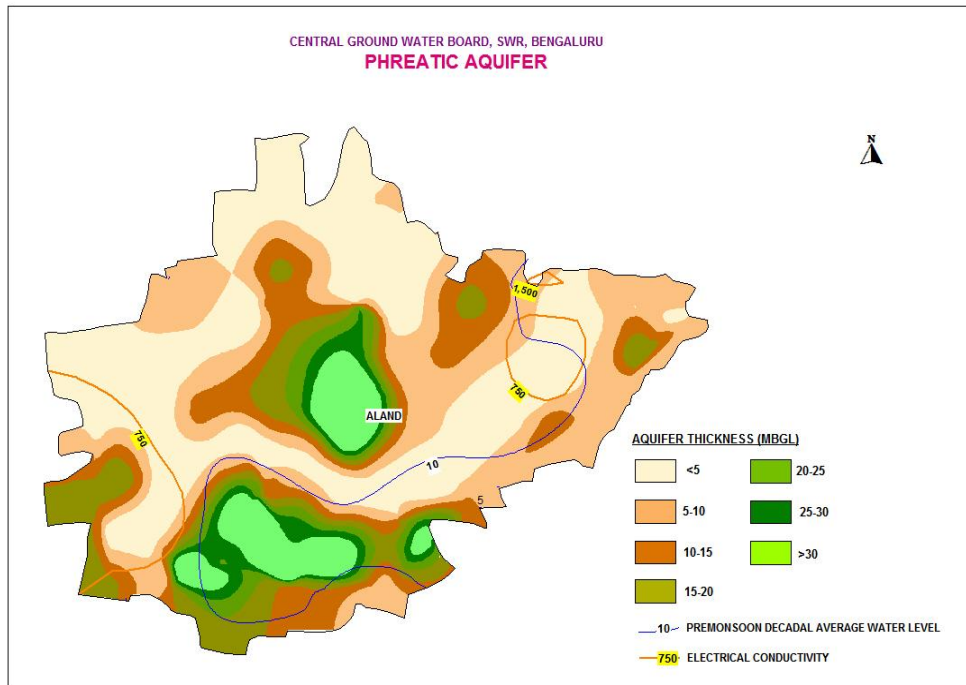 CENTRAL GROUND WATER BOARD, SWR, BENGALURU
PHREATIC AQUIFER
N
1,500
750
ALAND
750
10
5
AQUIFER THICKNESS (MBGL)
<5
20-25
5-10
25-30
10-15
>30
15-20
10 PREMONSOON DECADAL AVERAGE WATER LEVEL
750 ELECTRICAL CONDUCTIVITY